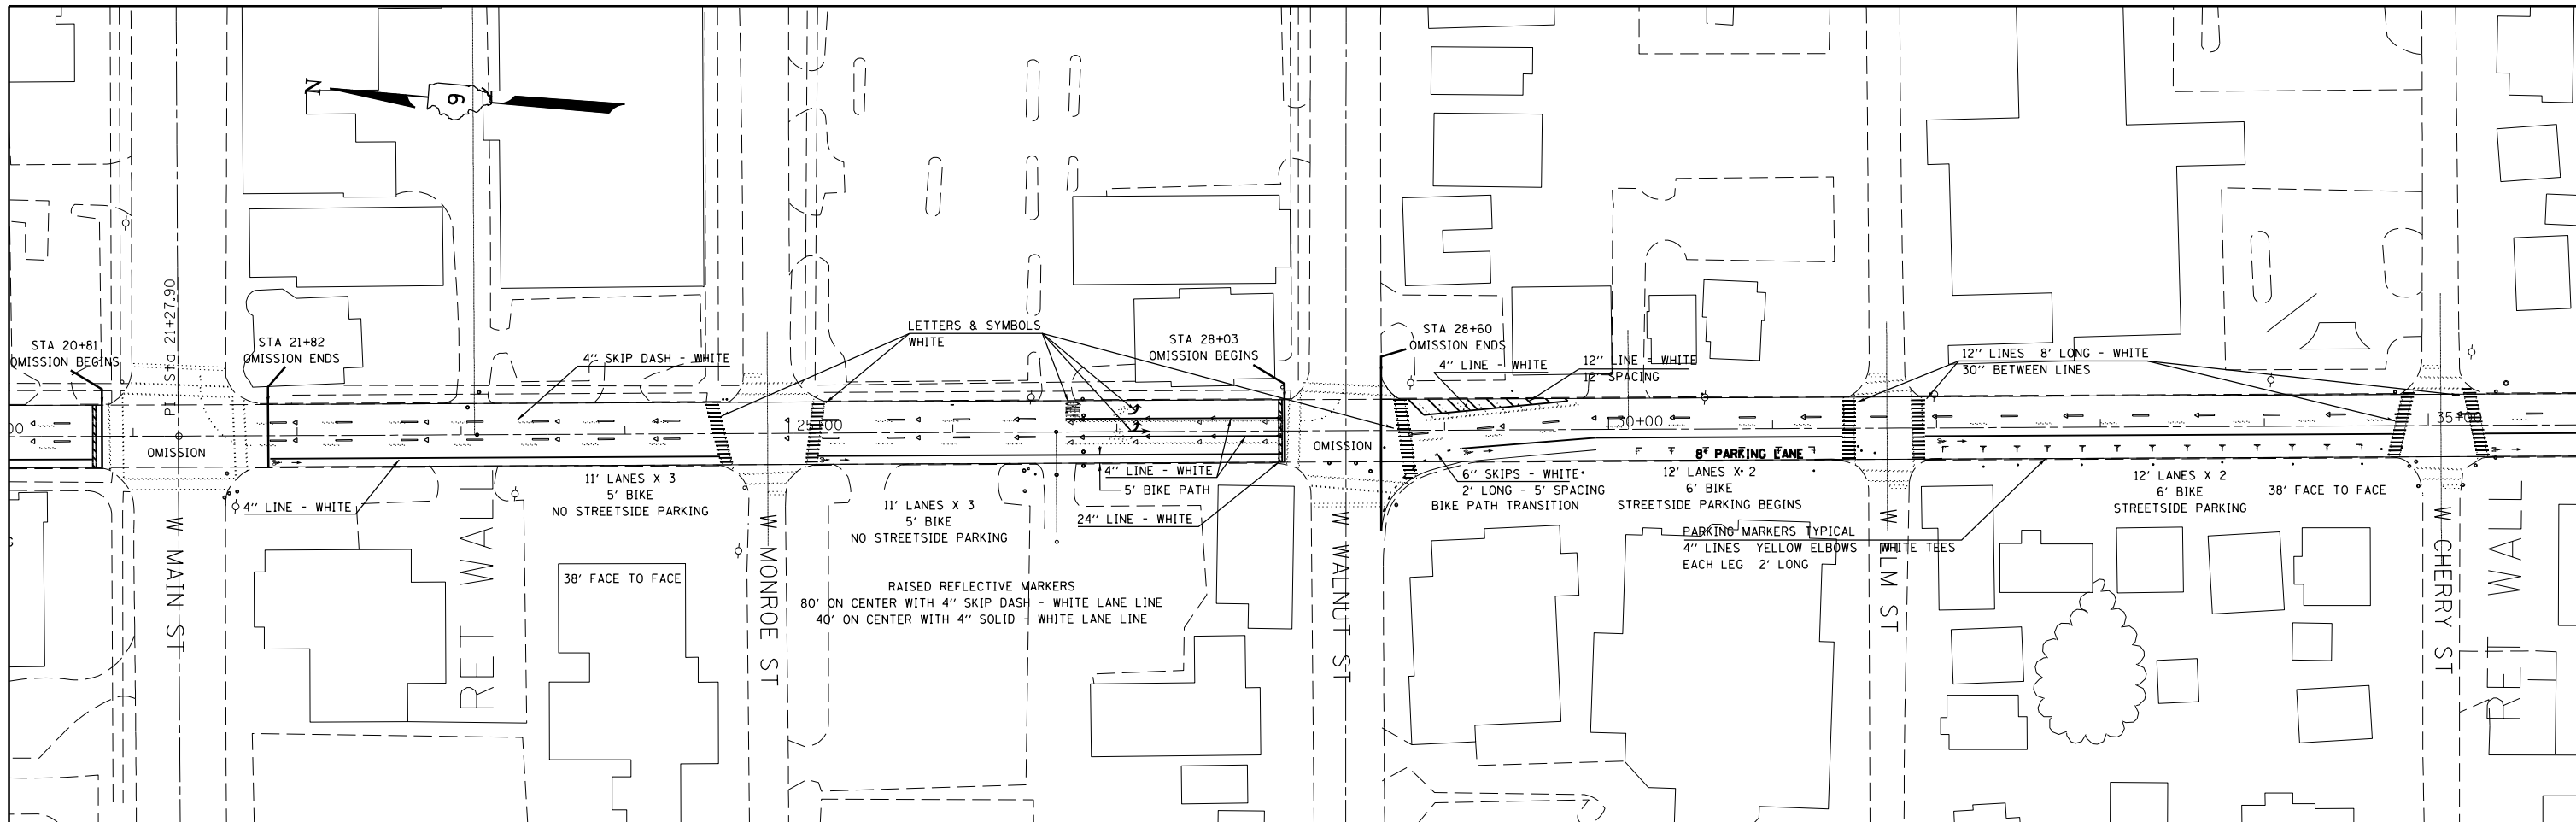 N
6
P.I. Sta 21+27.90
STA 20+81
OMISSION BEGINS
STA 21+82
OMISSION ENDS
4" SKIP DASH - WHITE
LETTERS & SYMBOLS
WHITE
STA 28+03
OMISSION BEGINS
STA 28+60
OMISSION ENDS
4" LINE - WHITE
12" LINE - WHITE
12' SPACING
12" LINES 8' LONG - WHITE
30" BETWEEN LINES
00
25+00
30+00
35+00
OMISSION
OMISSION
8' PARKING LANE
4" LINE - WHITE
11' LANES X 3
5' BIKE
NO STREETSIDE PARKING
11' LANES X 3
5' BIKE
NO STREETSIDE PARKING
4" LINE - WHITE
5' BIKE PATH
24" LINE - WHITE
6" SKIPS - WHITE
2' LONG - 5' SPACING
BIKE PATH TRANSITION
12' LANES X 2
6' BIKE
STREETSIDE PARKING BEGINS
12' LANES X 2
6' BIKE
STREETSIDE PARKING
38' FACE TO FACE
PARKING MARKERS TYPICAL
4" LINES YELLOW ELBOWS WHITE TEES
EACH LEG 2' LONG
38' FACE TO FACE
RAISED REFLECTIVE MARKERS
80' ON CENTER WITH 4" SKIP DASH - WHITE LANE LINE
40' ON CENTER WITH 4" SOLID - WHITE LANE LINE
W MAIN ST
RET WALL
W MONROE ST
W WALNUT ST
W ELM ST
W CHERRY ST
RET WALL